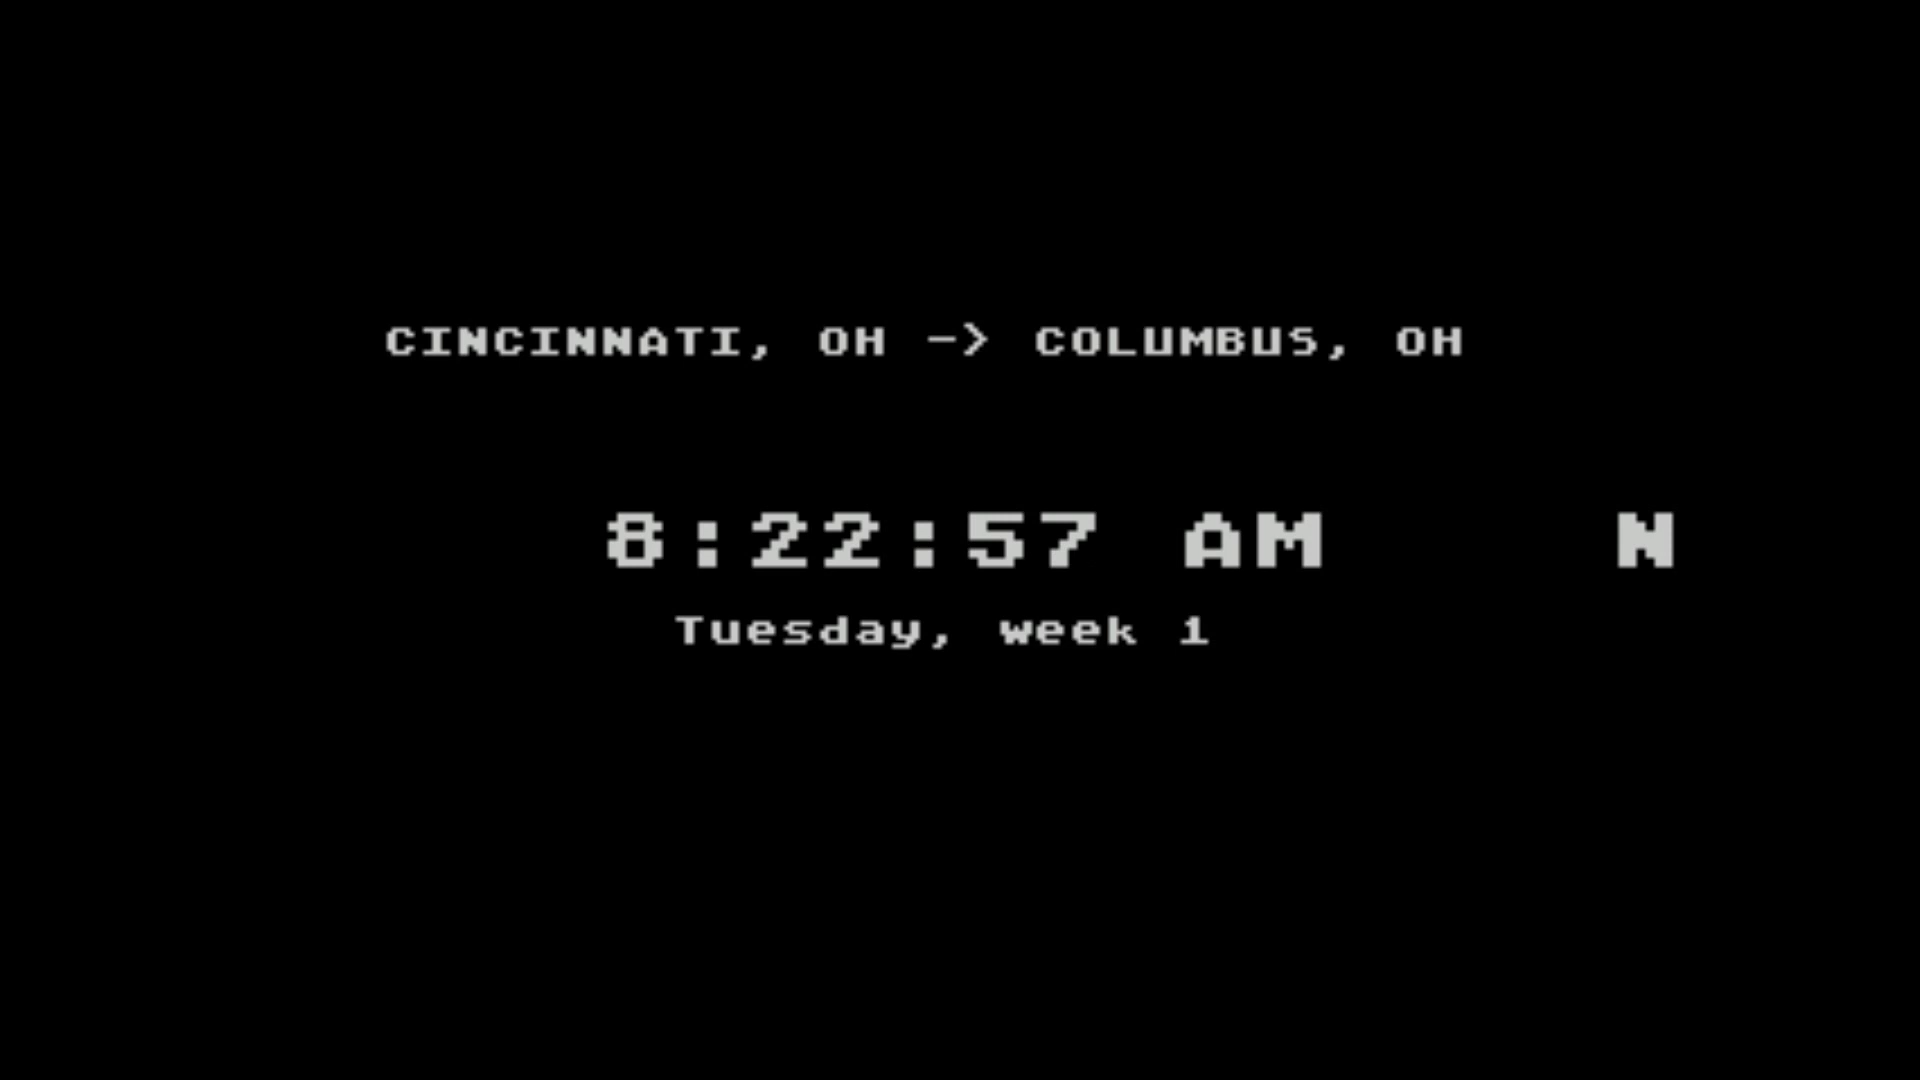 CINCINNATI, OH -> COLUMBUS, OH
8:22:57 AM N
Tuesday, week 1